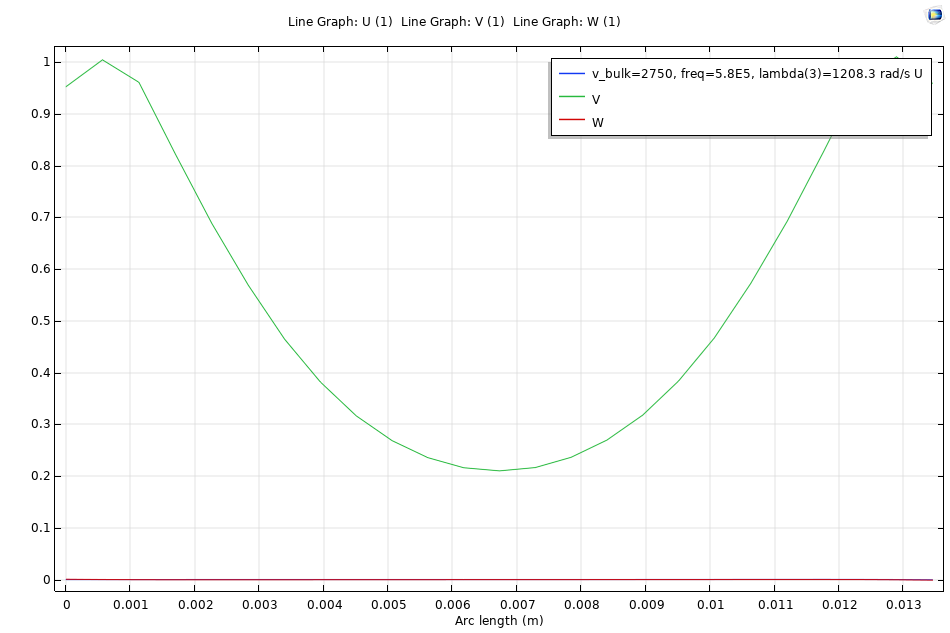 Line Graph: U (1)  Line Graph: V (1)  Line Graph: W (1)
v_bulk=2750, freq=5.8E5, lambda(3)=1208.3 rad/s U
V
W
1
0.9
0.8
0.7
0.6
0.5
0.4
0.3
0.2
0.1
0
0 0.001 0.002 0.003 0.004 0.005 0.006 0.007 0.008 0.009 0.01 0.011 0.012 0.013
Arc length (m)